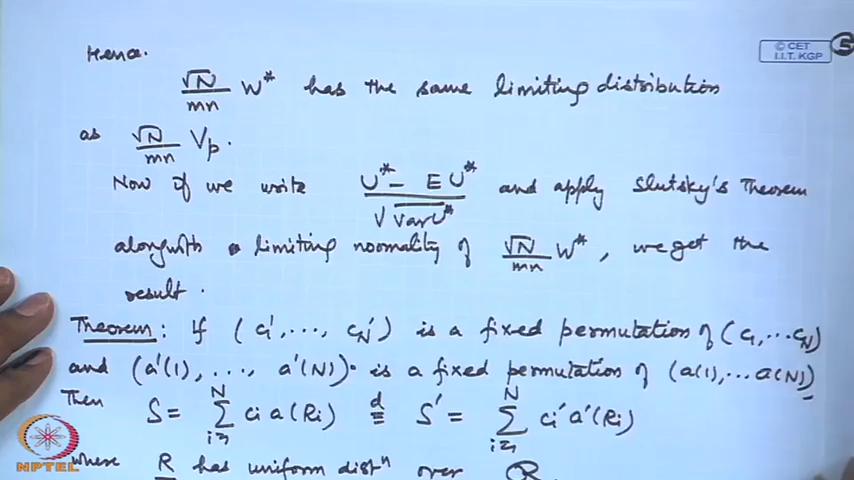 © CET
I.I.T. KGP
5
Hence.
√N/mn W* has the same limiting distribution
as √N/mn Vp.
Now if we write (U* - EU*)/√VarU* and apply Slutsky's Theorem
alongwith limiting normality of √N/mn W*, we get the
result.
Theorem: If (c1', ..., cN') is a fixed permutation of (c1, ... cN)
and (a'(1), ..., a'(N)) is a fixed permutation of (a(1), ... a(N))
Then S = Σ_{i=1}^{N} ci a(Ri) d≡ S' = Σ_{i=1}^{N} ci' a'(Ri)
where R has uniform distⁿ over R.
NPTEL